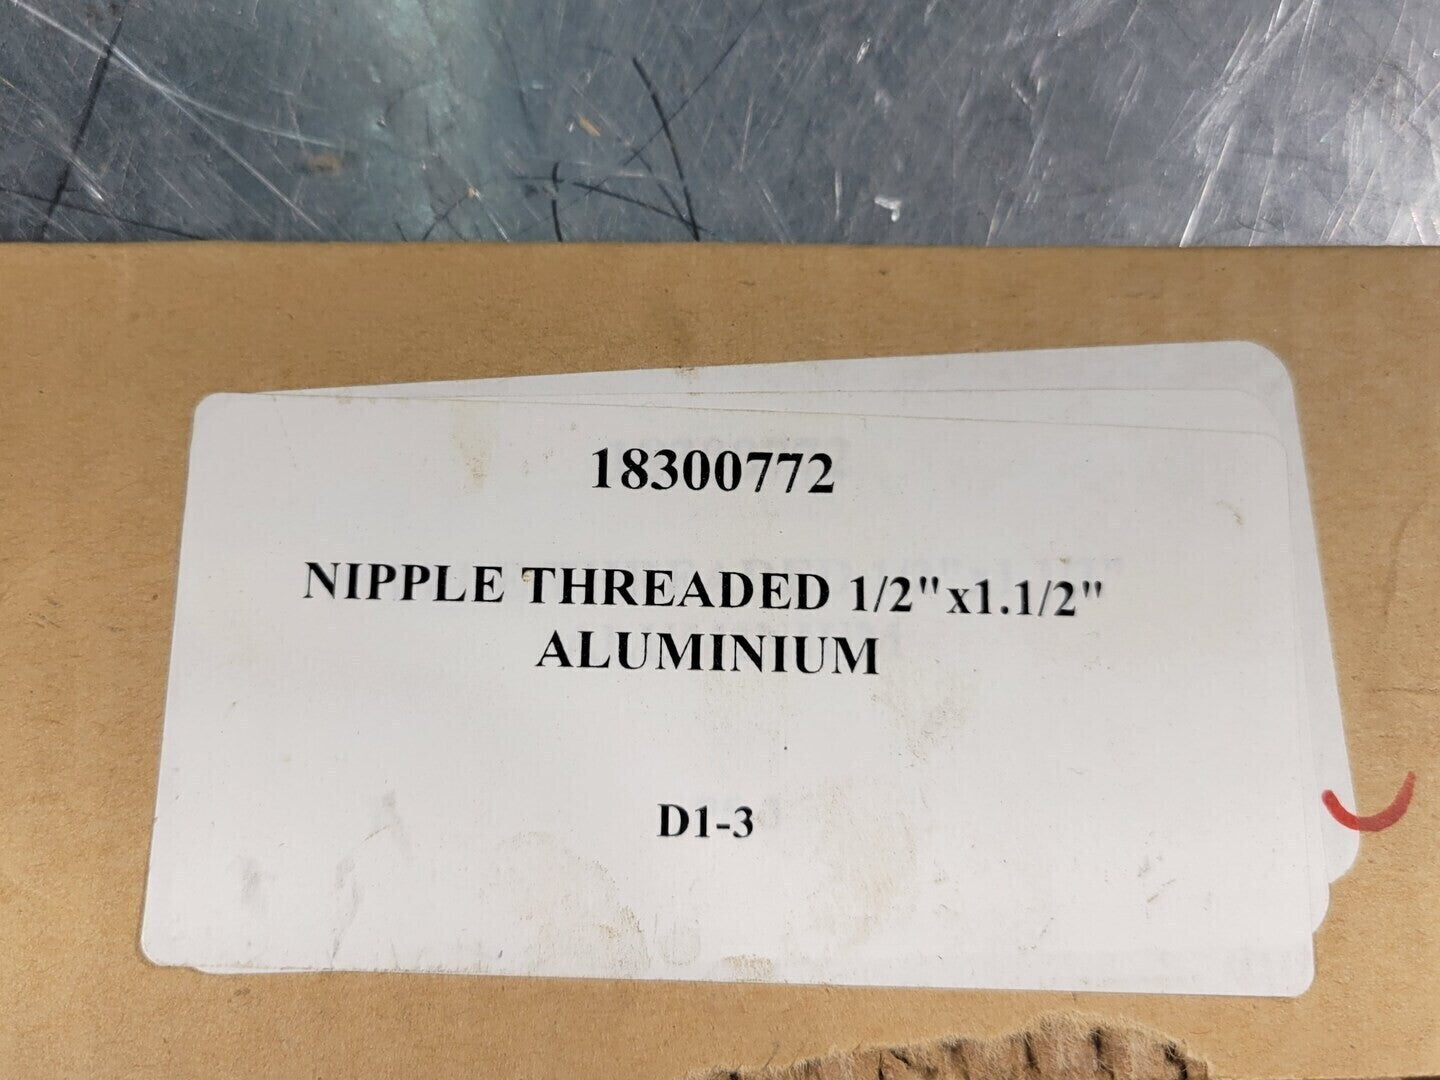 18300772
NIPPLE THREADED 1/2"x1.1/2"
ALUMINIUM
D1-3